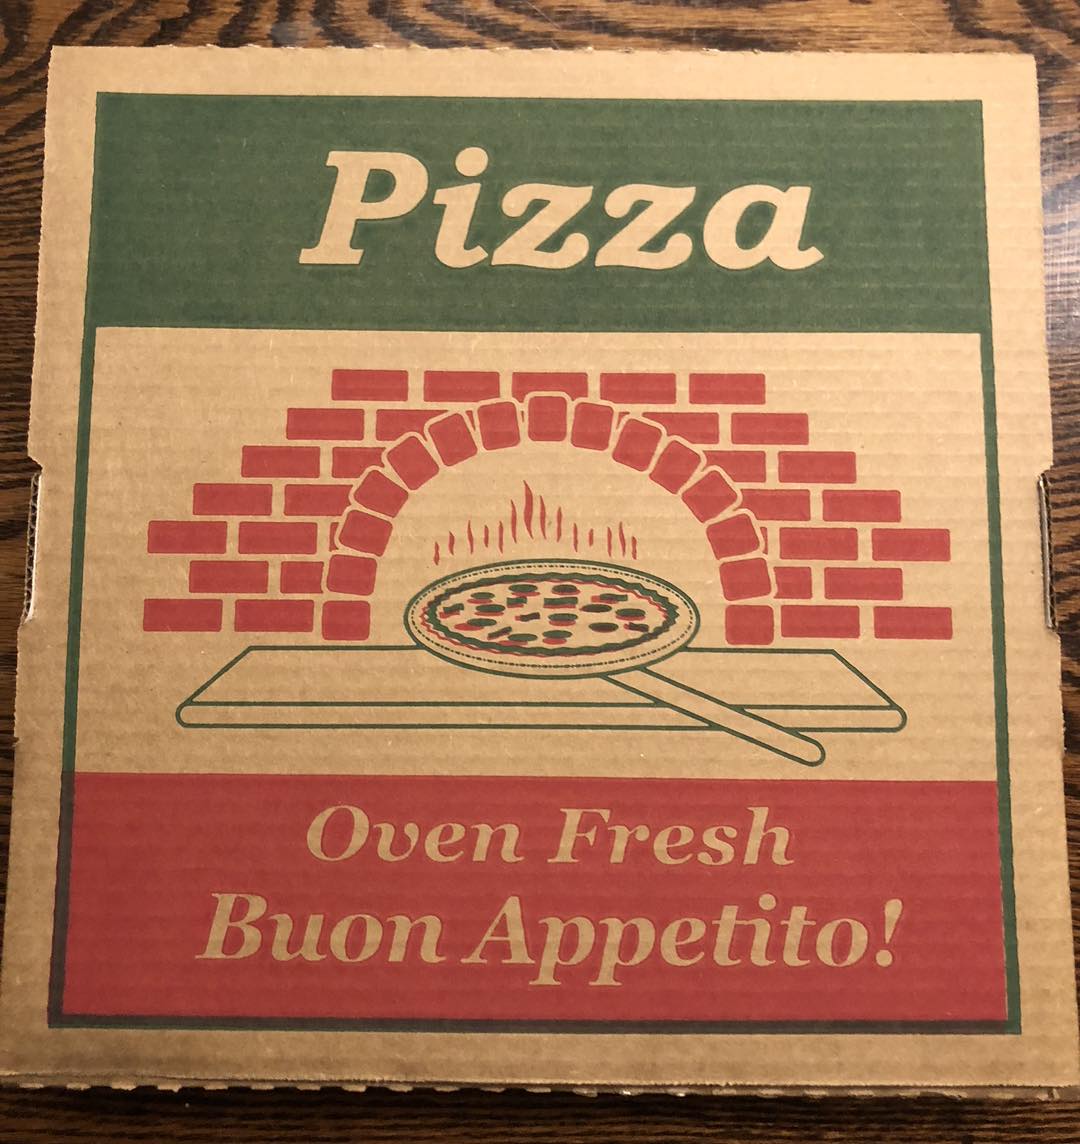 Pizza
Oven Fresh
Buon Appetito!